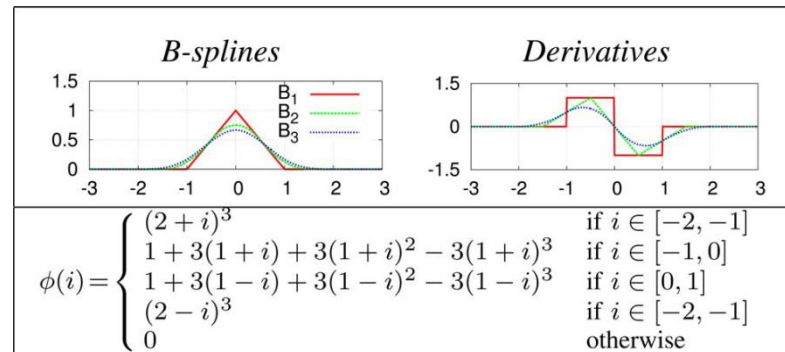 B-splines
Derivatives
1.5
1
0.5
0
-3 -2 -1 0 1 2 3
B₁
B₂
B₃
1.5
0
-1.5
-3 -2 -1 0 1 2 3
ϕ(i) =
(2 + i)³ if i ∈ [−2, −1]
1 + 3(1 + i) + 3(1 + i)² − 3(1 + i)³ if i ∈ [−1, 0]
1 + 3(1 − i) + 3(1 − i)² − 3(1 − i)³ if i ∈ [0, 1]
(2 − i)³ if i ∈ [−2, −1]
0 otherwise